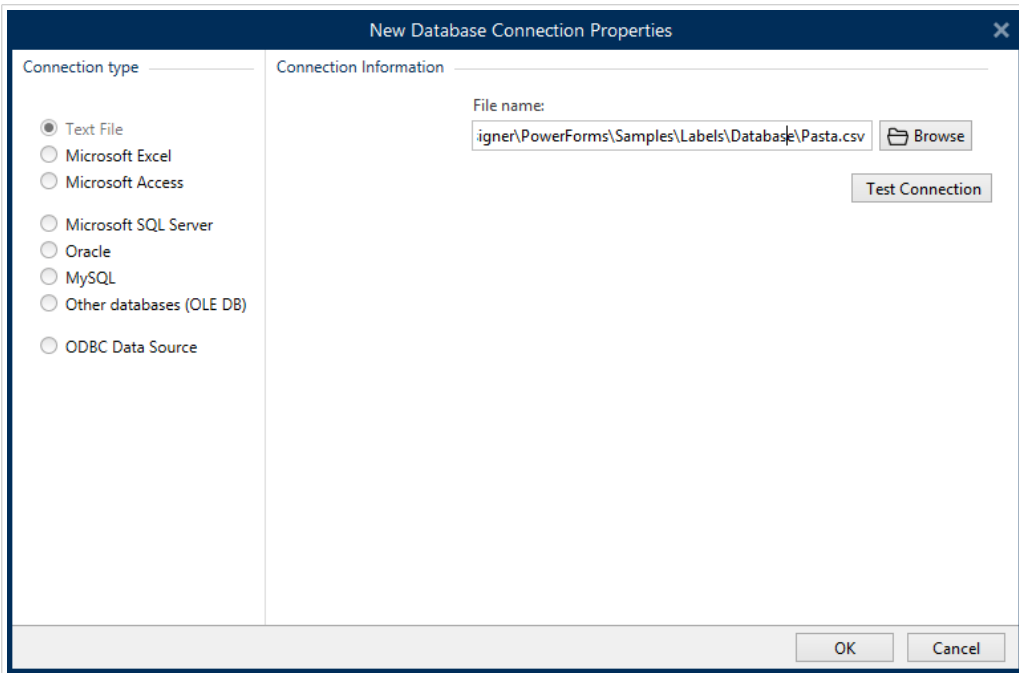 New Database Connection Properties
Connection type
Connection Information
Text File
Microsoft Excel
Microsoft Access
Microsoft SQL Server
Oracle
MySQL
Other databases (OLE DB)
ODBC Data Source
File name:
igner\PowerForms\Samples\Labels\Database\Pasta.csv
Browse
Test Connection
OK
Cancel